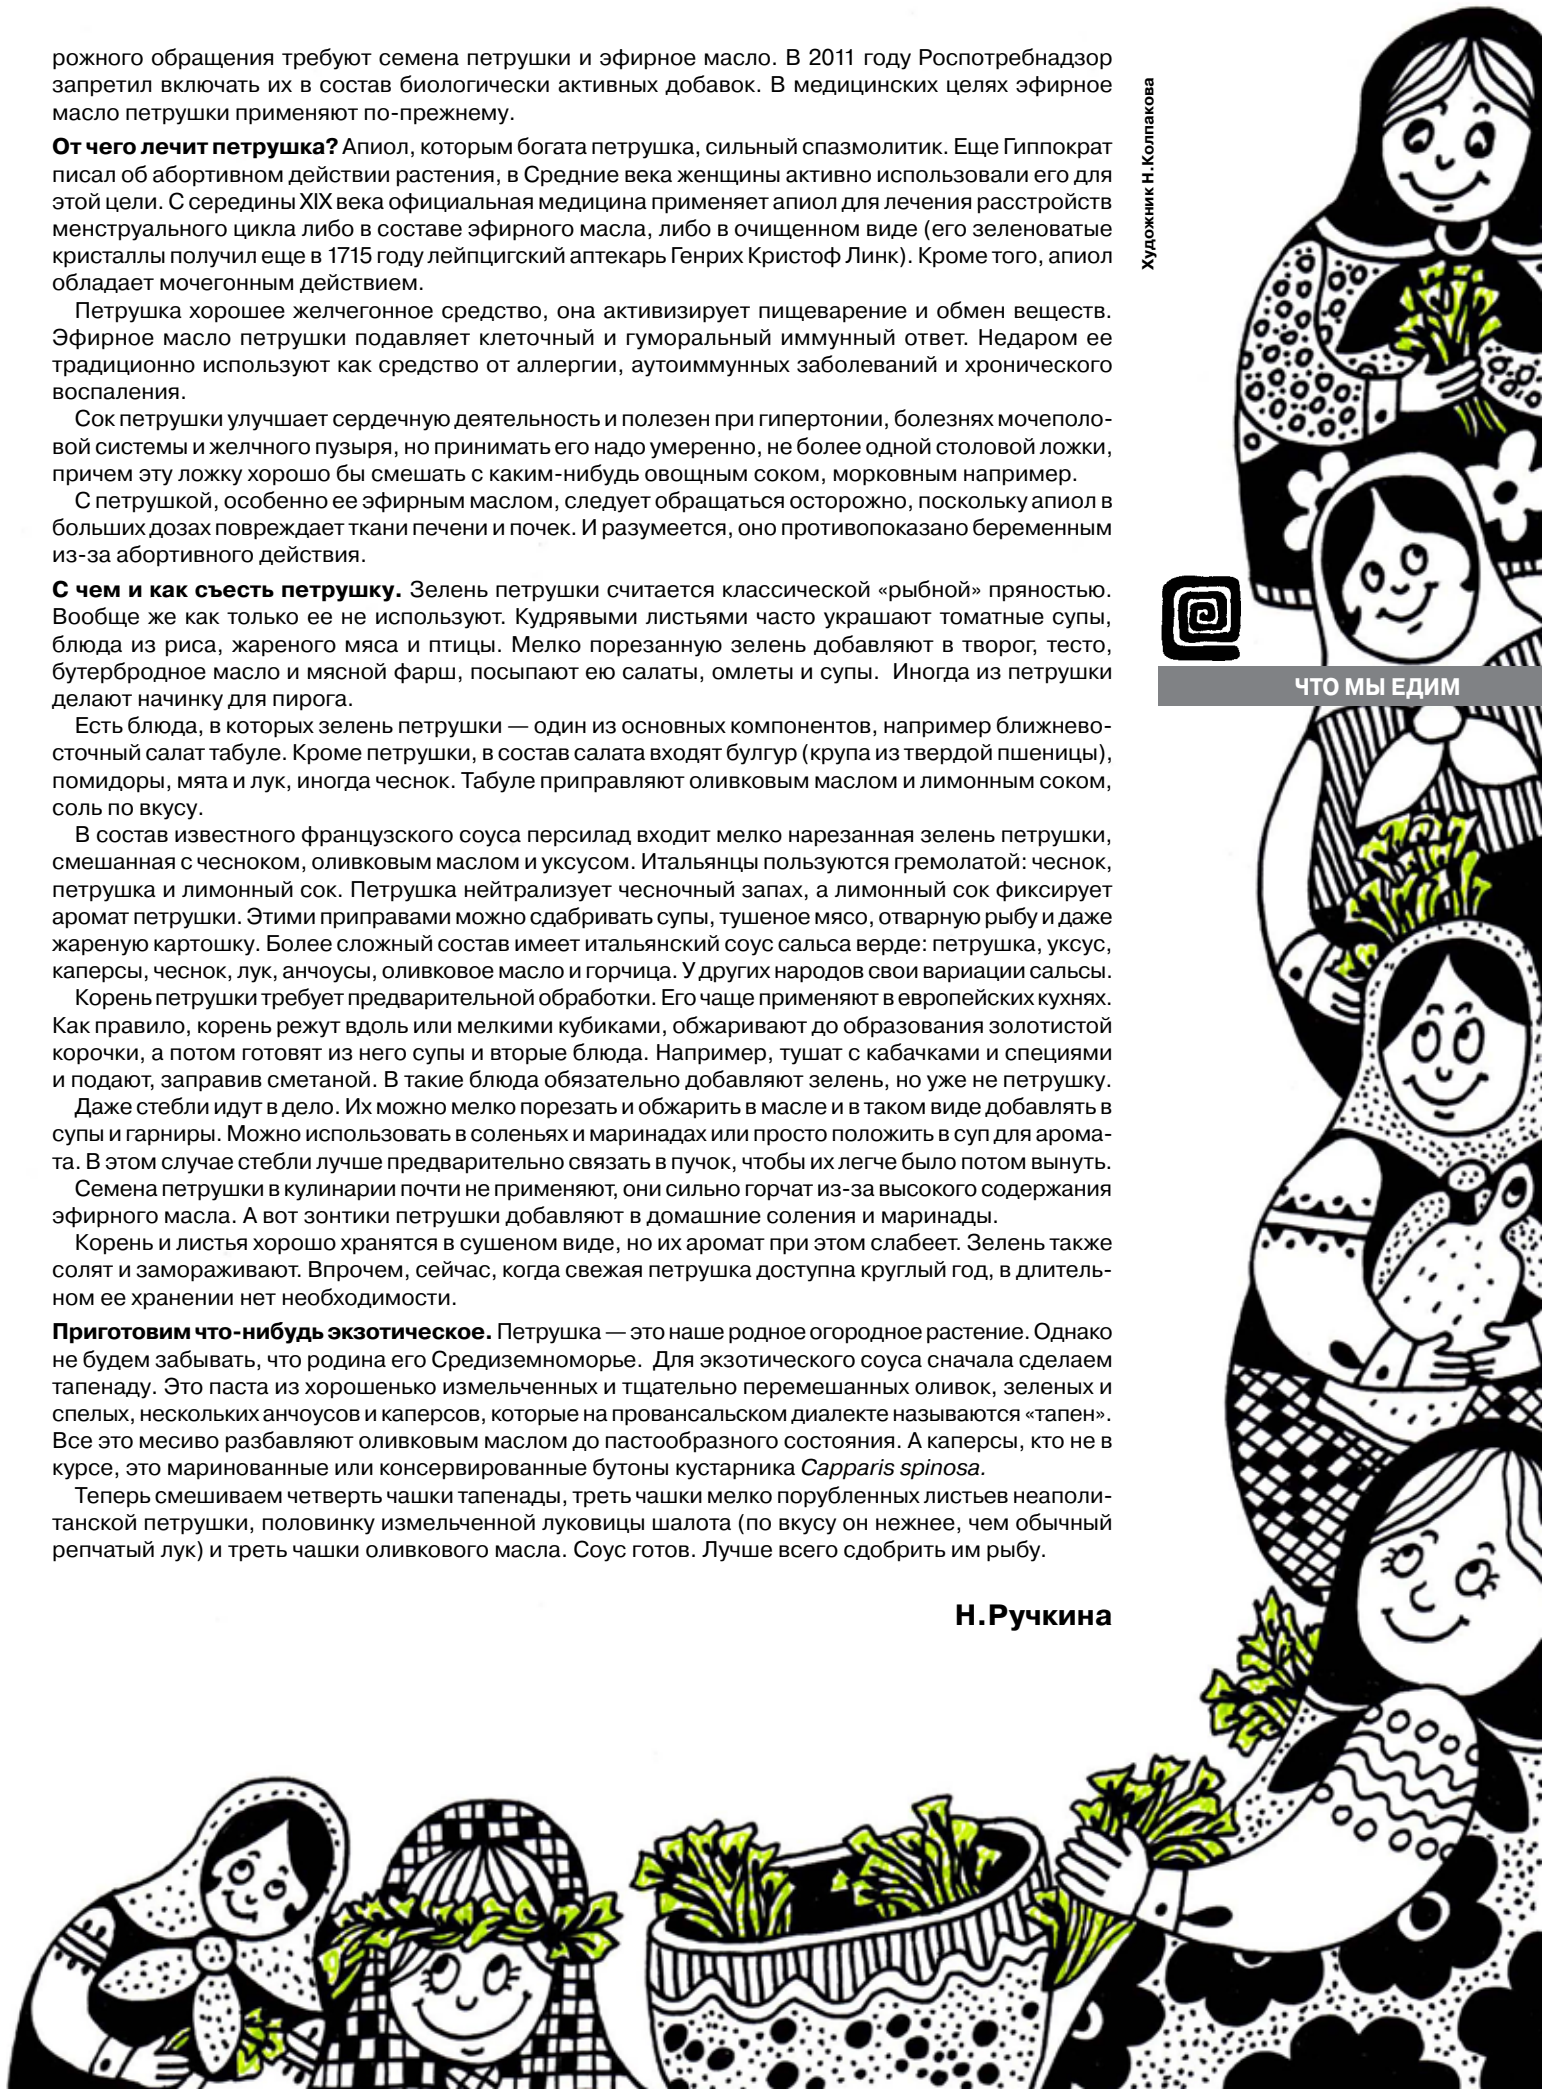 рожного обращения требуют семена петрушки и эфирное масло. В 2011 году Роспотребнадзор
запретил включать их в состав биологически активных добавок. В медицинских целях эфирное
масло петрушки применяют по-прежнему.
От чего лечит петрушка? Апиол, которым богата петрушка, сильный спазмолитик. Еще Гиппократ
писал об абортивном действии растения, в Средние века женщины активно использовали его для
этой цели. С середины XIX века официальная медицина применяет апиол для лечения расстройств
менструального цикла либо в составе эфирного масла, либо в очищенном виде (его зеленоватые
кристаллы получил еще в 1715 году лейпцигский аптекарь Генрих Кристоф Линк). Кроме того, апиол
обладает мочегонным действием.
Петрушка хорошее желчегонное средство, она активизирует пищеварение и обмен веществ.
Эфирное масло петрушки подавляет клеточный и гуморальный иммунный ответ. Недаром ее
традиционно используют как средство от аллергии, аутоиммунных заболеваний и хронического
воспаления.
Сок петрушки улучшает сердечную деятельность и полезен при гипертонии, болезнях мочеполо-
вой системы и желчного пузыря, но принимать его надо умеренно, не более одной столовой ложки,
причем эту ложку хорошо бы смешать с каким-нибудь овощным соком, морковным например.
С петрушкой, особенно ее эфирным маслом, следует обращаться осторожно, поскольку апиол в
больших дозах повреждает ткани печени и почек. И разумеется, оно противопоказано беременным
из-за абортивного действия.
С чем и как съесть петрушку. Зелень петрушки считается классической «рыбной» пряностью.
Вообще же как только ее не используют. Кудрявыми листьями часто украшают томатные супы,
блюда из риса, жареного мяса и птицы. Мелко порезанную зелень добавляют в творог, тесто,
бутербродное масло и мясной фарш, посыпают ею салаты, омлеты и супы. Иногда из петрушки
делают начинку для пирога.
Есть блюда, в которых зелень петрушки — один из основных компонентов, например ближнево-
сточный салат табуле. Кроме петрушки, в состав салата входят булгур (крупа из твердой пшеницы),
помидоры, мята и лук, иногда чеснок. Табуле приправляют оливковым маслом и лимонным соком,
соль по вкусу.
В состав известного французского соуса персилад входит мелко нарезанная зелень петрушки,
смешанная с чесноком, оливковым маслом и уксусом. Итальянцы пользуются гремолатой: чеснок,
петрушка и лимонный сок. Петрушка нейтрализует чесночный запах, а лимонный сок фиксирует
аромат петрушки. Этими приправами можно сдабривать супы, тушеное мясо, отварную рыбу и даже
жареную картошку. Более сложный состав имеет итальянский соус сальса верде: петрушка, уксус,
каперсы, чеснок, лук, анчоусы, оливковое масло и горчица. У других народов свои вариации сальсы.
Корень петрушки требует предварительной обработки. Его чаще применяют в европейских кухнях.
Как правило, корень режут вдоль или мелкими кубиками, обжаривают до образования золотистой
корочки, а потом готовят из него супы и вторые блюда. Например, тушат с кабачками и специями
и подают, заправив сметаной. В такие блюда обязательно добавляют зелень, но уже не петрушку.
Даже стебли идут в дело. Их можно мелко порезать и обжарить в масле и в таком виде добавлять в
супы и гарниры. Можно использовать в соленьях и маринадах или просто положить в суп для арома-
та. В этом случае стебли лучше предварительно связать в пучок, чтобы их легче было потом вынуть.
Семена петрушки в кулинарии почти не применяют, они сильно горчат из-за высокого содержания
эфирного масла. А вот зонтики петрушки добавляют в домашние соления и маринады.
Корень и листья хорошо хранятся в сушеном виде, но их аромат при этом слабеет. Зелень также
солят и замораживают. Впрочем, сейчас, когда свежая петрушка доступна круглый год, в длитель-
ном ее хранении нет необходимости.
Приготовим что-нибудь экзотическое. Петрушка — это наше родное огородное растение. Однако
не будем забывать, что родина его Средиземноморье. Для экзотического соуса сначала сделаем
тапенаду. Это паста из хорошенько измельченных и тщательно перемешанных оливок, зеленых и
спелых, нескольких анчоусов и каперсов, которые на провансальском диалекте называются «тапен».
Все это месиво разбавляют оливковым маслом до пастообразного состояния. А каперсы, кто не в
курсе, это маринованные или консервированные бутоны кустарника Capparis spinosa.
Теперь смешиваем четверть чашки тапенады, треть чашки мелко порубленных листьев неаполи-
танской петрушки, половинку измельченной луковицы шалота (по вкусу он нежнее, чем обычный
репчатый лук) и треть чашки оливкового масла. Соус готов. Лучше всего сдобрить им рыбу.
Н.Ручкина
Художник Н.Колпакова
ЧТО МЫ ЕДИМ